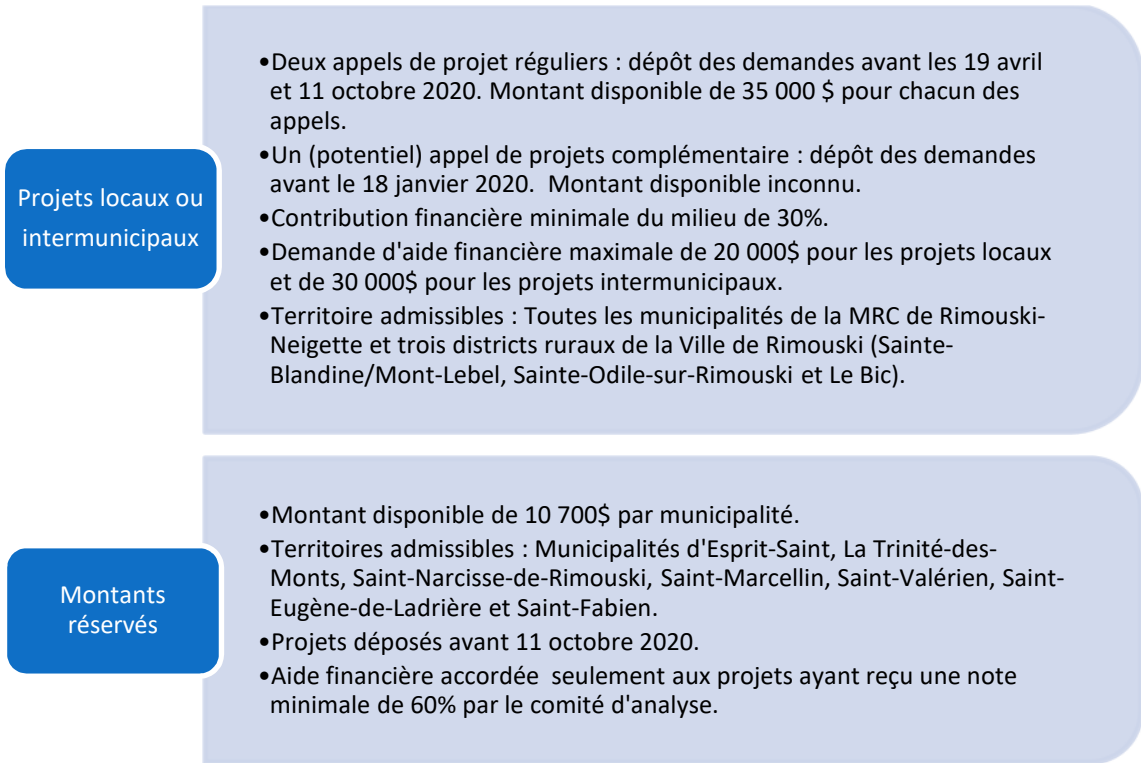 Projets locaux ou
intermunicipaux
•Deux appels de projet réguliers : dépôt des demandes avant les 19 avril
et 11 octobre 2020. Montant disponible de 35 000 $ pour chacun des
appels.
•Un (potentiel) appel de projets complémentaire : dépôt des demandes
avant le 18 janvier 2020.  Montant disponible inconnu.
•Contribution financière minimale du milieu de 30%.
•Demande d'aide financière maximale de 20 000$ pour les projets locaux
et de 30 000$ pour les projets intermunicipaux.
•Territoire admissibles : Toutes les municipalités de la MRC de Rimouski-
Neigette et trois districts ruraux de la Ville de Rimouski (Sainte-
Blandine/Mont-Lebel, Sainte-Odile-sur-Rimouski et Le Bic).
Montants
réservés
•Montant disponible de 10 700$ par municipalité.
•Territoires admissibles : Municipalités d'Esprit-Saint, La Trinité-des-
Monts, Saint-Narcisse-de-Rimouski, Saint-Marcellin, Saint-Valérien, Saint-
Eugène-de-Ladrière et Saint-Fabien.
•Projets déposés avant 11 octobre 2020.
•Aide financière accordée  seulement aux projets ayant reçu une note
minimale de 60% par le comité d'analyse.